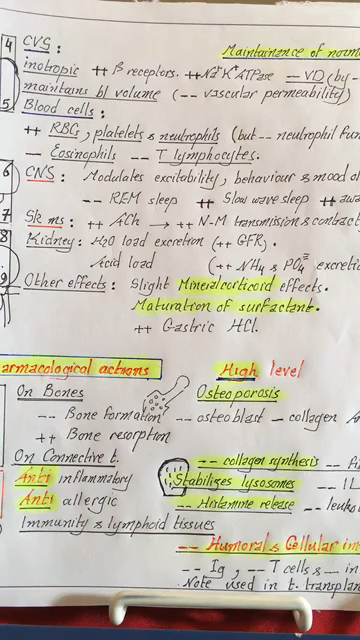 4 CVS:
Maintainance of norm
inotropic ++ β receptors. ++Na⁺K⁺ATPase = VD (by -
maintains bl volume (-- vascular permeability)
5 Blood cells:
++ RBCs, platelets & neutrophils (but -- neutrophil fun
-- Eosinophils -- T lymphocytes.
6 CNS: Modulates excitability, behaviour & mood al
-- REM sleep ++ Slow wave sleep ++ awa
7 Sk ms: ++ ACh → ++ N-M transmission & contract
8 Kidney: H2O load excretion (++ GFR).
Acid load (++ NH4 & PO4≡ excretio
9 Other effects: Slight Mineralcorticord effects.
Maturation of surfactant.
++ Gastric HCl.
armacological actions High level
On Bones Osteoporosis
-- Bone formation -- osteoblast -- collagen
++ Bone resorption
On Connective t. -- collagen synthesis --
Anti inflammatory Stabilizes lysosomes -- IL
Anti allergic -- Histamine release -- leuko
Immunity & lymphoid tissues
-- Humoral & Cellular im
-- Ig, -- T cells & -- in
Note used in t. transplan